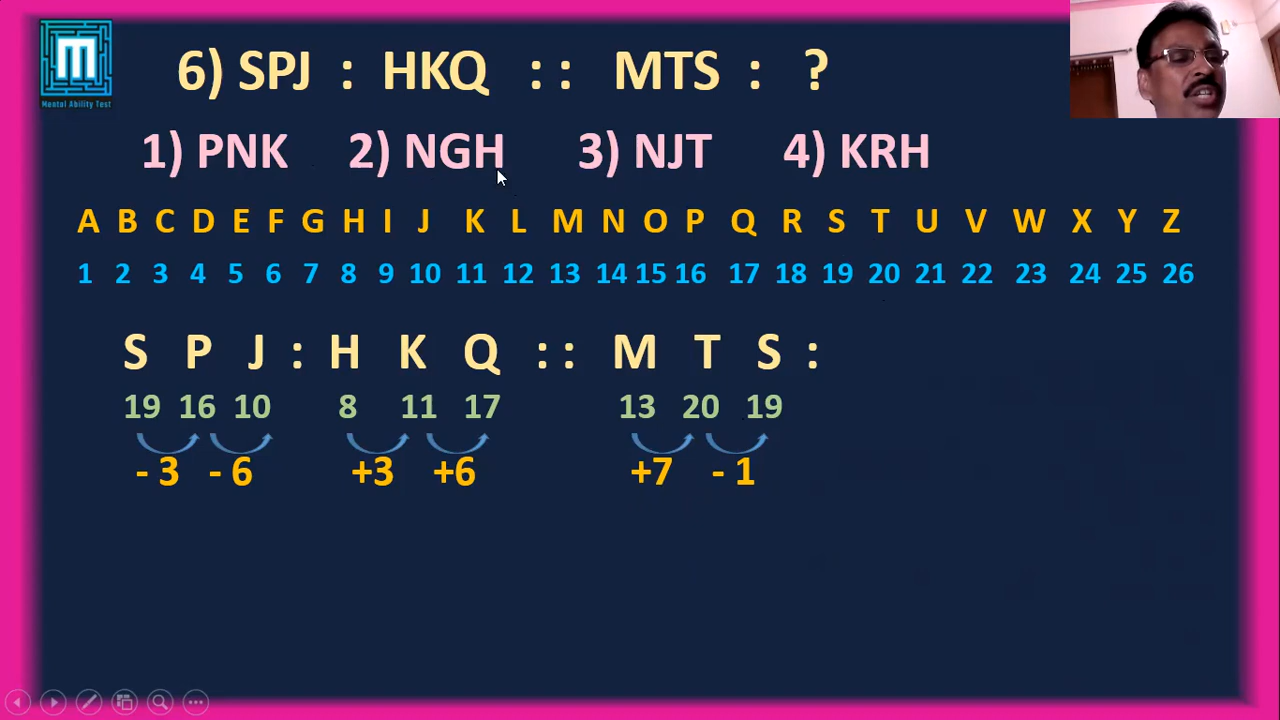 M
Mental Ability Test
6) SPJ : HKQ : : MTS : ?
1) PNK 2) NGH 3) NJT 4) KRH
A B C D E F G H I J K L M N O P Q R S T U V W X Y Z
1 2 3 4 5 6 7 8 9 10 11 12 13 14 15 16 17 18 19 20 21 22 23 24 25 26
S P J : H K Q : : M T S :
19 16 10 8 11 17 13 20 19
- 3 - 6 +3 +6 +7 - 1